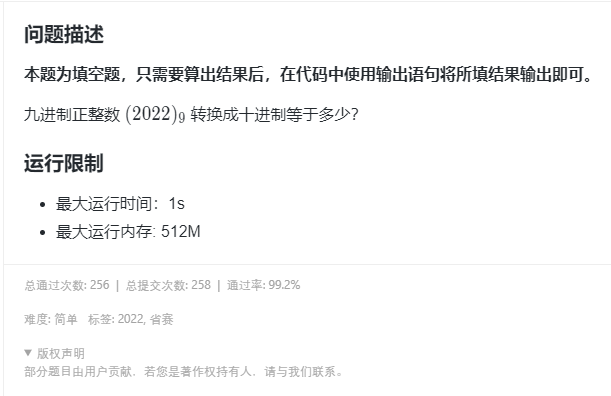 问题描述
本题为填空题，只需要算出结果后，在代码中使用输出语句将所填结果输出即可。
九进制正整数 (2022)₉ 转换成十进制等于多少？
运行限制
• 最大运行时间：1s
• 最大运行内存: 512M
总通过次数: 256 | 总提交次数: 258 | 通过率: 99.2%
难度: 简单 标签: 2022, 省赛
▼ 版权声明
部分题目由用户贡献，若您是著作权持有人，请与我们联系。